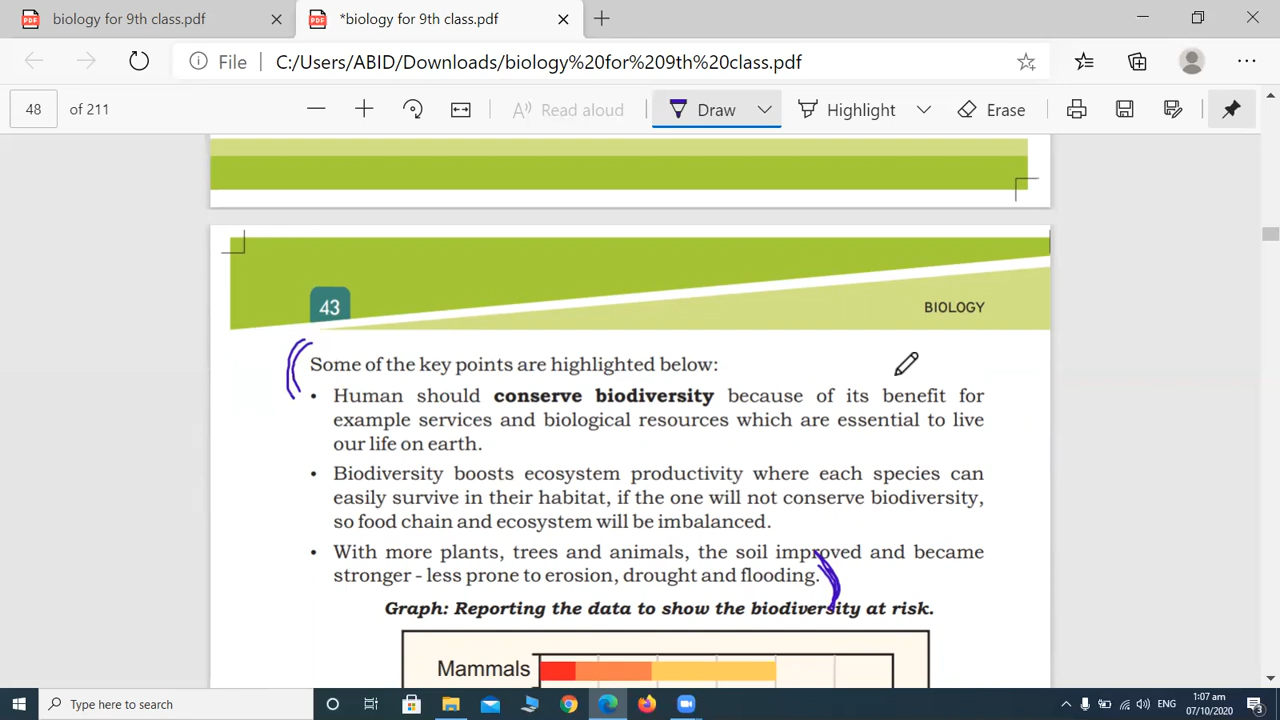 biology for 9th class.pdf
*biology for 9th class.pdf
File
C:/Users/ABID/Downloads/biology%20for%209th%20class.pdf
48 of 211
Read aloud
Draw
Highlight
Erase
43
BIOLOGY
Some of the key points are highlighted below:
• Human should conserve biodiversity because of its benefit for
example services and biological resources which are essential to live
our life on earth.
• Biodiversity boosts ecosystem productivity where each species can
easily survive in their habitat, if the one will not conserve biodiversity,
so food chain and ecosystem will be imbalanced.
• With more plants, trees and animals, the soil improved and became
stronger - less prone to erosion, drought and flooding.
Graph: Reporting the data to show the biodiversity at risk.
Mammals
Type here to search
ENG
1:07 am
07/10/2020
3